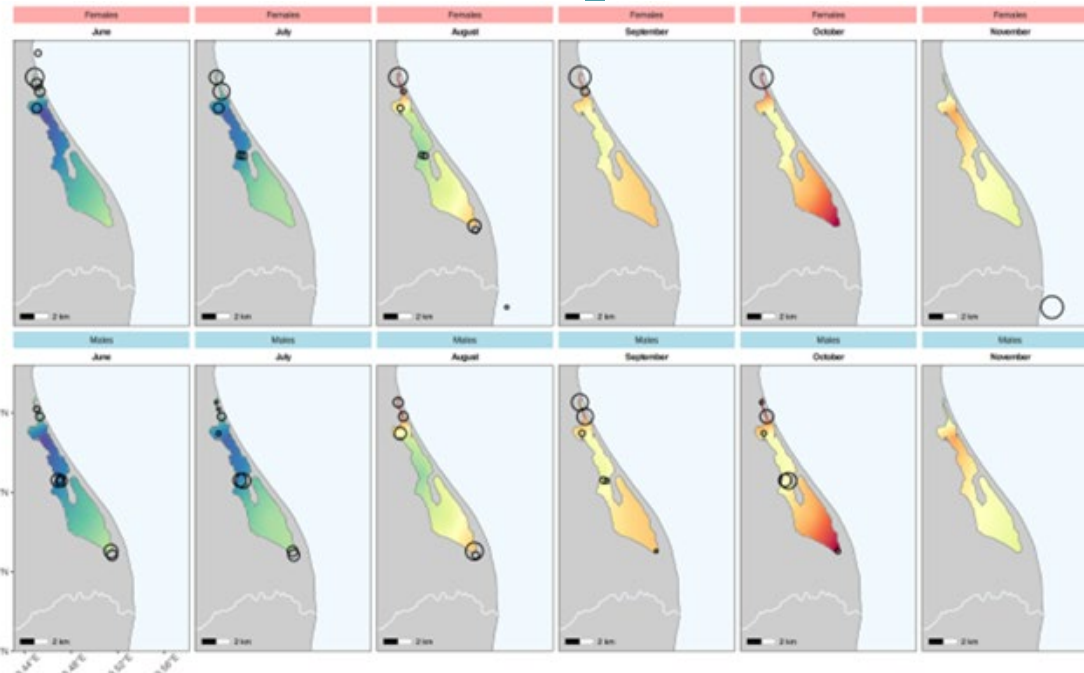 Females Females Females Females Females Females
June July August September October November
2 km 2 km 2 km 2 km 2 km 2 km
Males Males Males Males Males Males
June July August September October November
2 km 2 km 2 km 2 km 2 km 2 km